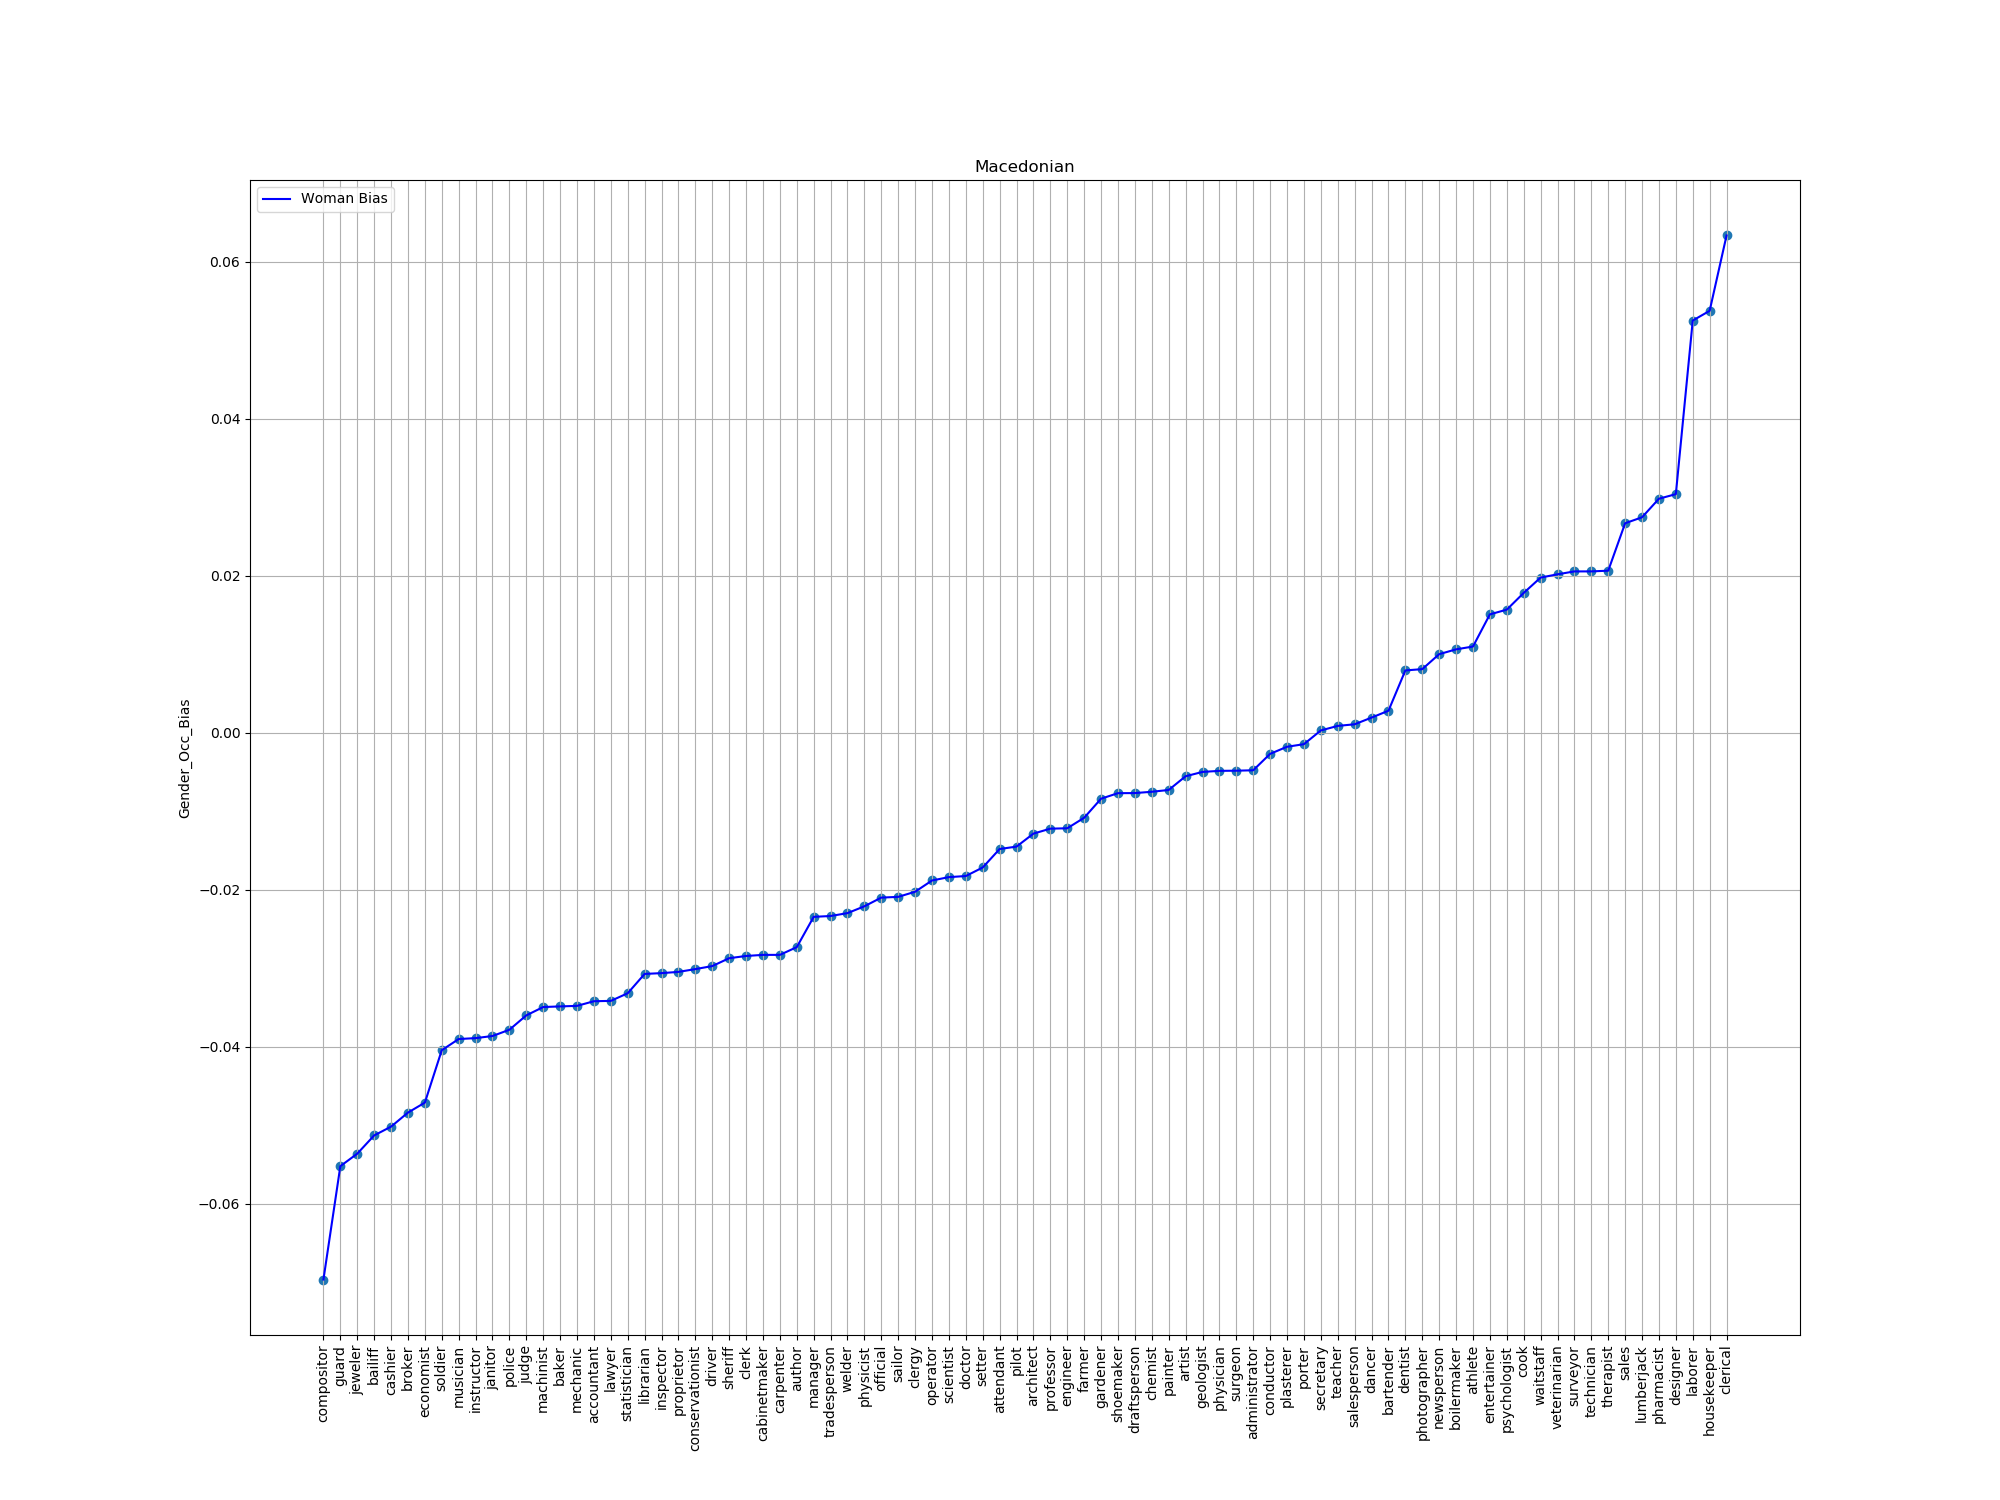 Macedonian
Woman Bias
0.06
0.04
0.02
0.00
−0.02
−0.04
−0.06
Gender_Occ_Bias
compositor
guard
jeweler
bailiff
cashier
broker
economist
soldier
musician
instructor
janitor
police
judge
machinist
baker
mechanic
accountant
lawyer
statistician
librarian
inspector
proprietor
conservationist
driver
sheriff
clerk
cabinetmaker
carpenter
author
manager
tradesperson
welder
physicist
official
sailor
clergy
operator
scientist
doctor
setter
attendant
pilot
architect
professor
engineer
farmer
gardener
shoemaker
draftsperson
chemist
painter
artist
geologist
physician
surgeon
administrator
conductor
plasterer
porter
secretary
teacher
salesperson
dancer
bartender
dentist
photographer
newsperson
boilermaker
athlete
entertainer
psychologist
cook
waitstaff
veterinarian
surveyor
technician
therapist
sales
lumberjack
pharmacist
designer
laborer
housekeeper
clerical